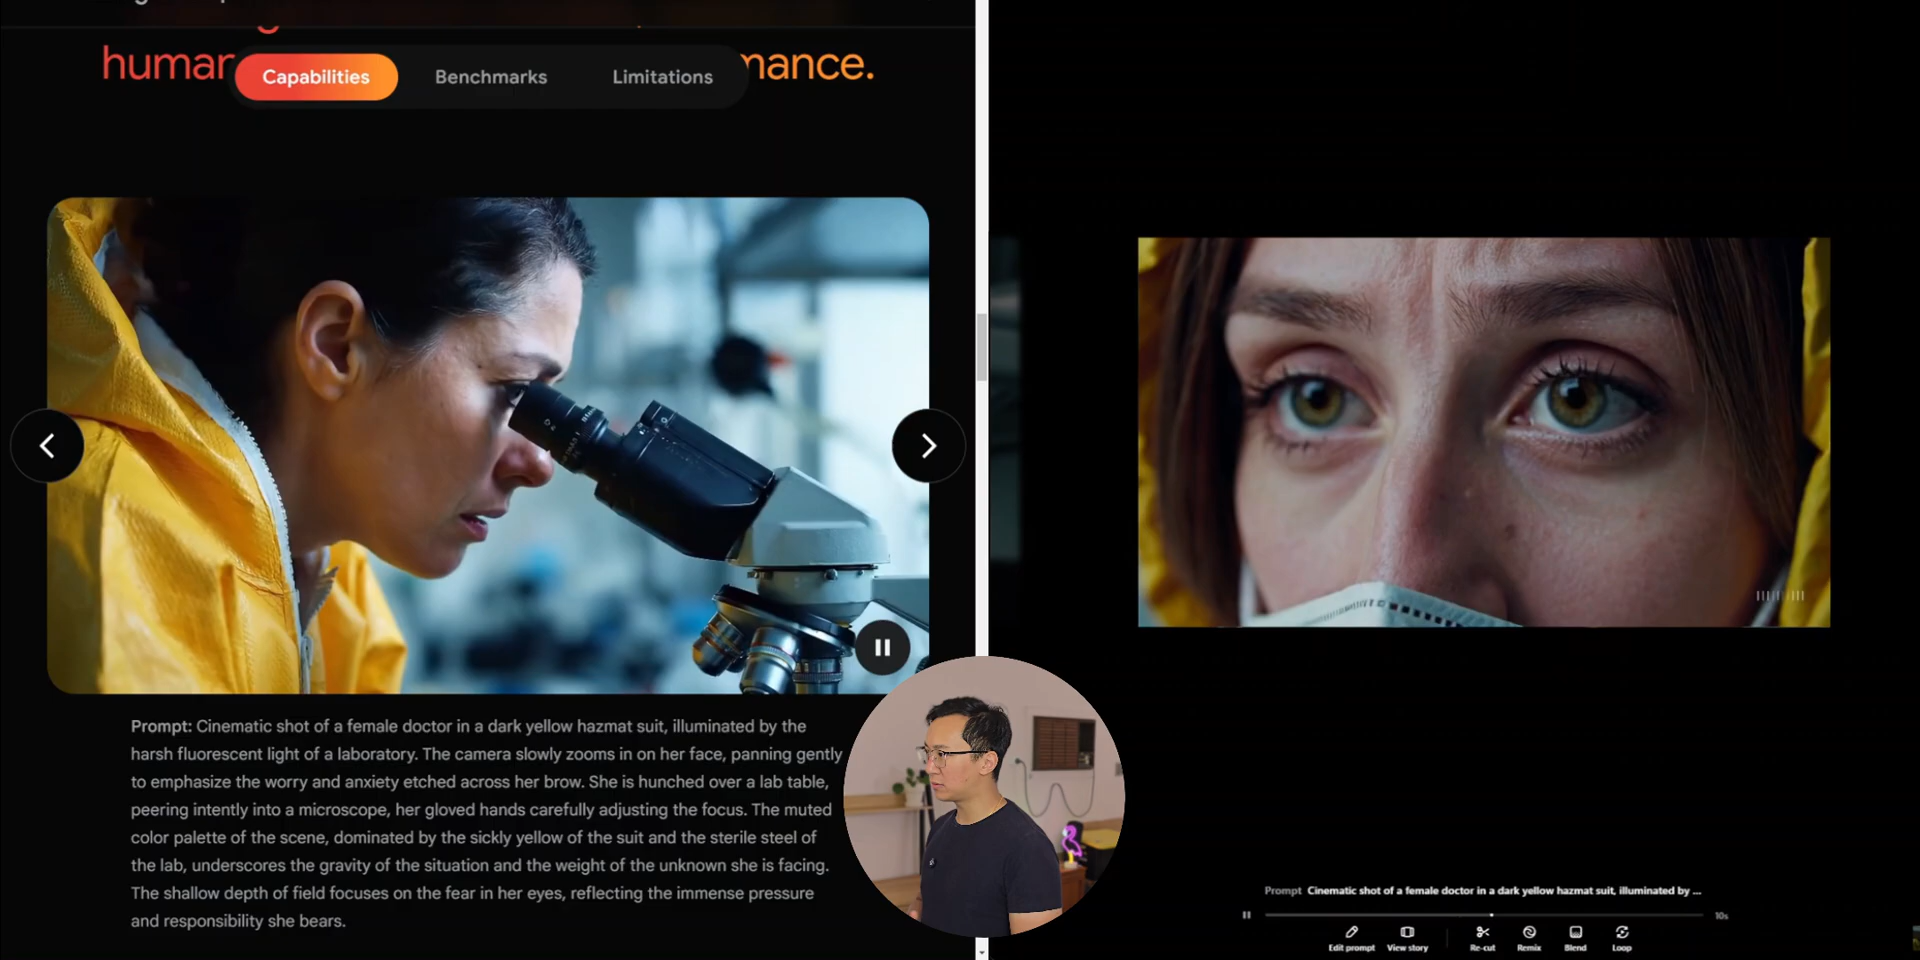 Capabilities
Benchmarks
Limitations
Prompt: Cinematic shot of a female doctor in a dark yellow hazmat suit, illuminated by the
harsh fluorescent light of a laboratory. The camera slowly zooms in on her face, panning gently
to emphasize the worry and anxiety etched across her brow. She is hunched over a lab table,
peering intently into a microscope, her gloved hands carefully adjusting the focus. The muted
color palette of the scene, dominated by the sickly yellow of the suit and the sterile steel of
the lab, underscores the gravity of the situation and the weight of the unknown she is facing.
The shallow depth of field focuses on the fear in her eyes, reflecting the immense pressure
and responsibility she bears.
Prompt Cinematic shot of a female doctor in a dark yellow hazmat suit, illuminated by ...
10s
Edit prompt
View story
Re-cut
Remix
Blend
Loop